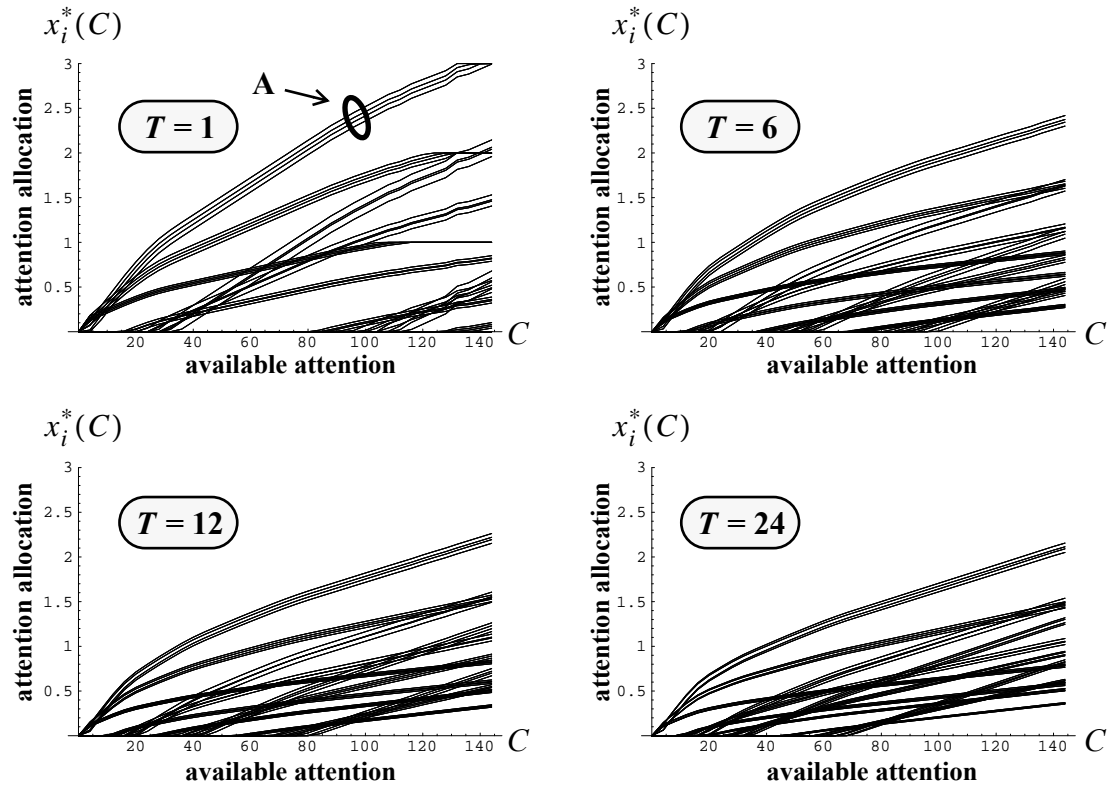 x_i^*(C)
3
2.5
2
1.5
1
0.5
attention allocation
A
T = 1
20 40 60 80 100 120 140 C
available attention
x_i^*(C)
3
2.5
2
1.5
1
0.5
attention allocation
T = 6
20 40 60 80 100 120 140 C
available attention
x_i^*(C)
3
2.5
2
1.5
1
0.5
attention allocation
T = 12
20 40 60 80 100 120 140 C
available attention
x_i^*(C)
3
2.5
2
1.5
1
0.5
attention allocation
T = 24
20 40 60 80 100 120 140 C
available attention